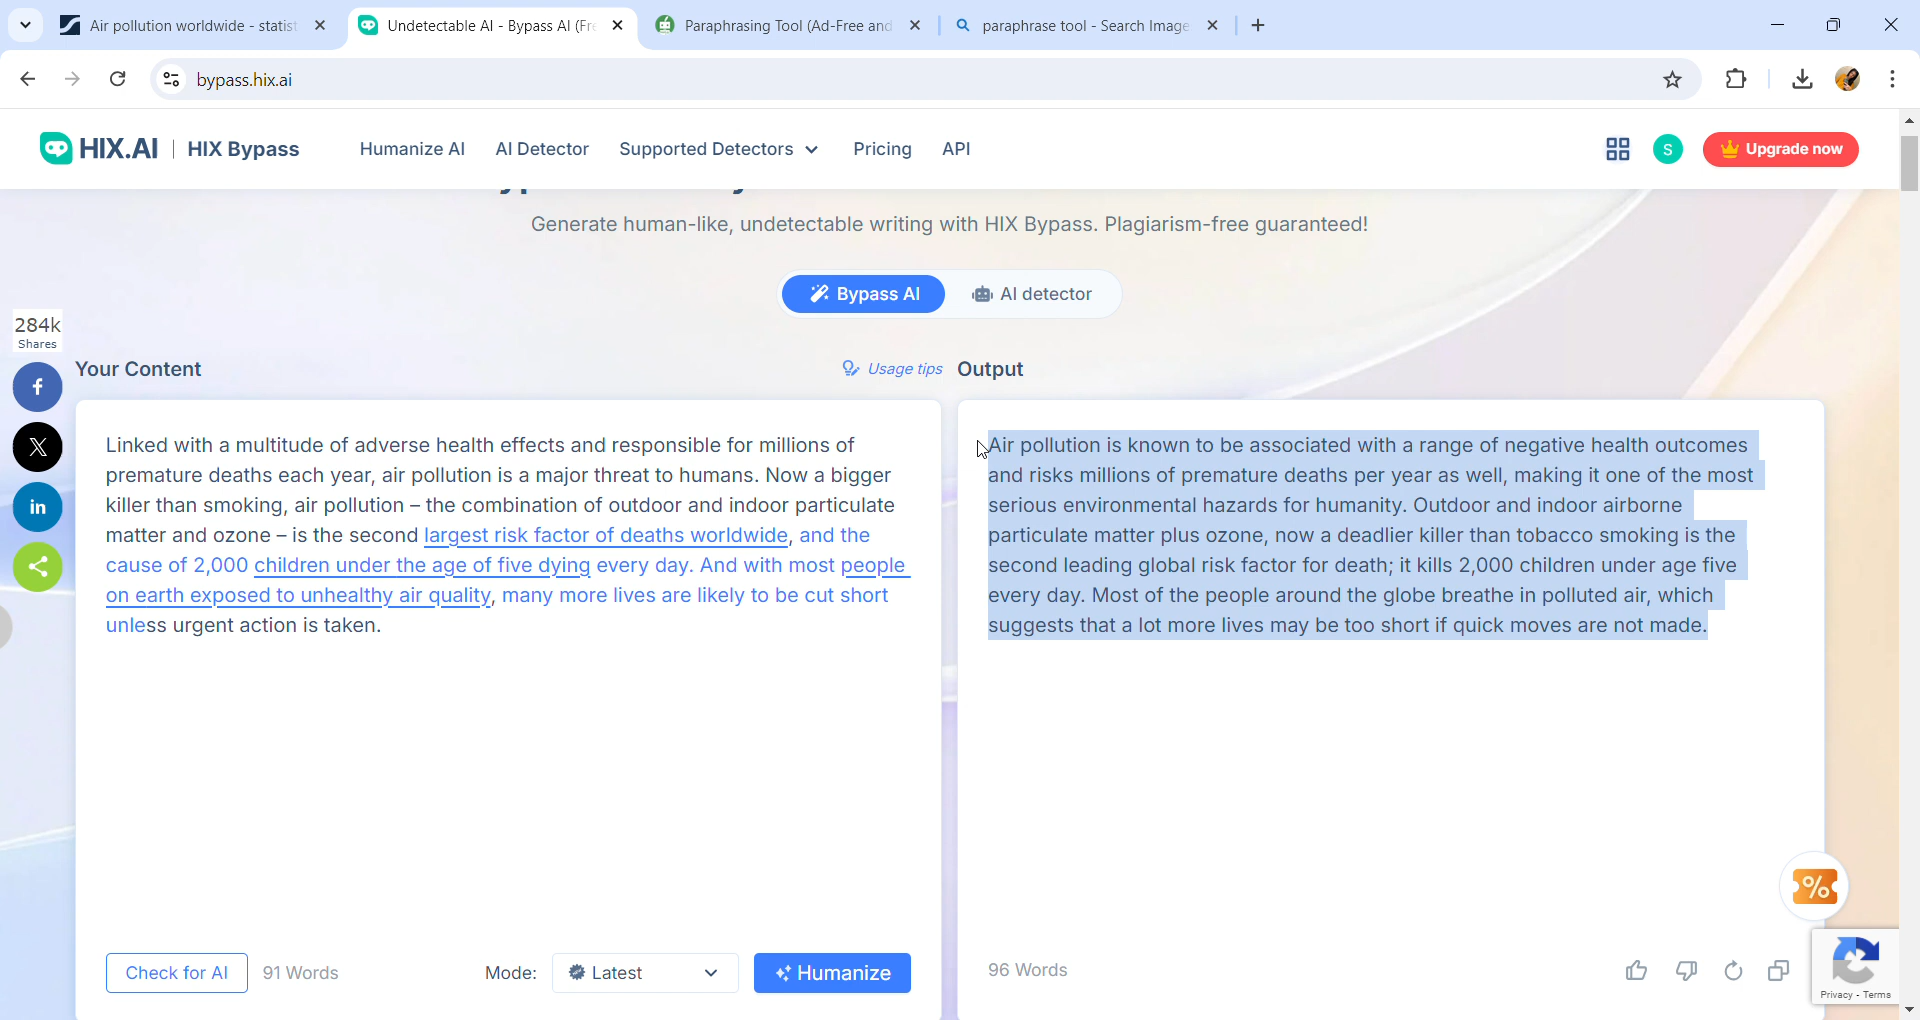 Air pollution worldwide - statist
Undetectable AI - Bypass AI (Fre
Paraphrasing Tool (Ad-Free and
paraphrase tool - Search Image
bypass.hix.ai
HIX.AI | HIX Bypass
Humanize AI
AI Detector
Supported Detectors
Pricing
API
S
Upgrade now
Generate human-like, undetectable writing with HIX Bypass. Plagiarism-free guaranteed!
Bypass AI
AI detector
284k
Shares
Your Content
Usage tips
Output
Linked with a multitude of adverse health effects and responsible for millions of
premature deaths each year, air pollution is a major threat to humans. Now a bigger
killer than smoking, air pollution – the combination of outdoor and indoor particulate
matter and ozone – is the second largest risk factor of deaths worldwide, and the
cause of 2,000 children under the age of five dying every day. And with most people
on earth exposed to unhealthy air quality, many more lives are likely to be cut short
unless urgent action is taken.
Air pollution is known to be associated with a range of negative health outcomes
and risks millions of premature deaths per year as well, making it one of the most
serious environmental hazards for humanity. Outdoor and indoor airborne
particulate matter plus ozone, now a deadlier killer than tobacco smoking is the
second leading global risk factor for death; it kills 2,000 children under age five
every day. Most of the people around the globe breathe in polluted air, which
suggests that a lot more lives may be too short if quick moves are not made.
Check for AI
91 Words
Mode:
Latest
Humanize
96 Words
Privacy - Terms